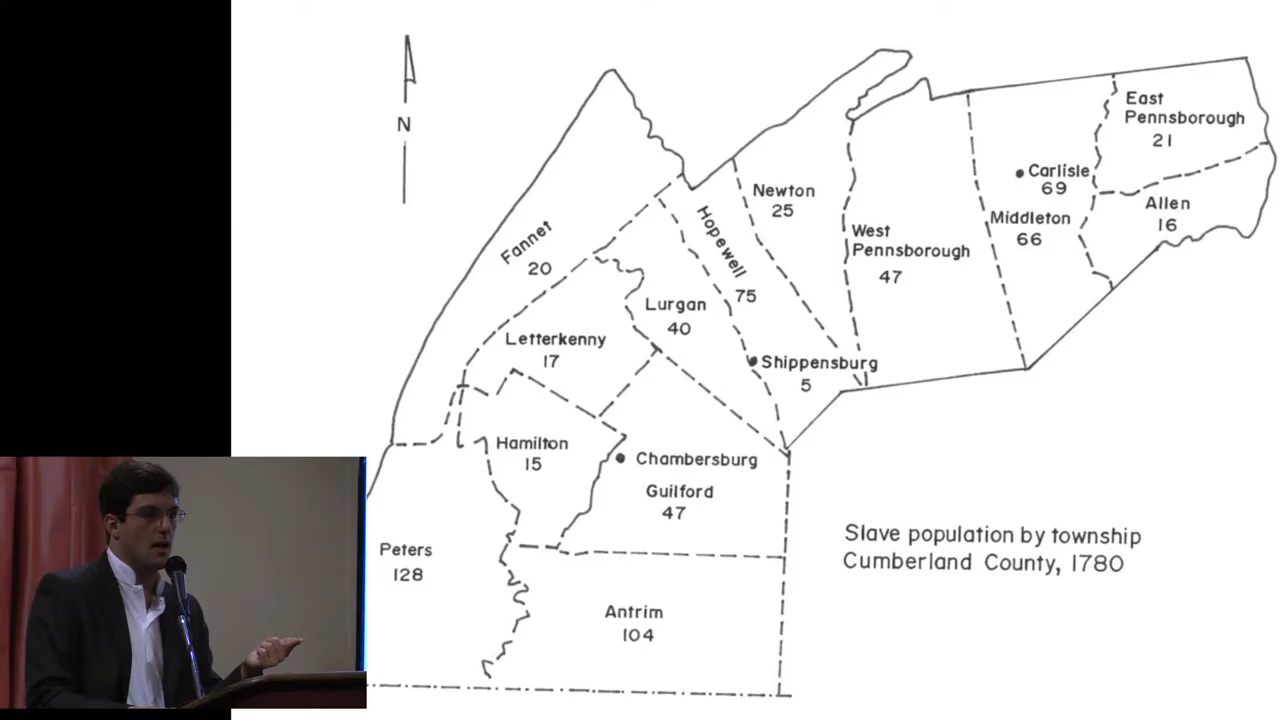 N
East
Pennsborough
21
Carlisle
69
Allen
16
Middleton
66
Newton
25
West
Pennsborough
47
Hopewell
75
Fannet
20
Lurgan
40
Letterkenny
17
Shippensburg
5
Hamilton
15
Chambersburg
Guilford
47
Peters
128
Antrim
104
Slave population by township
Cumberland County, 1780